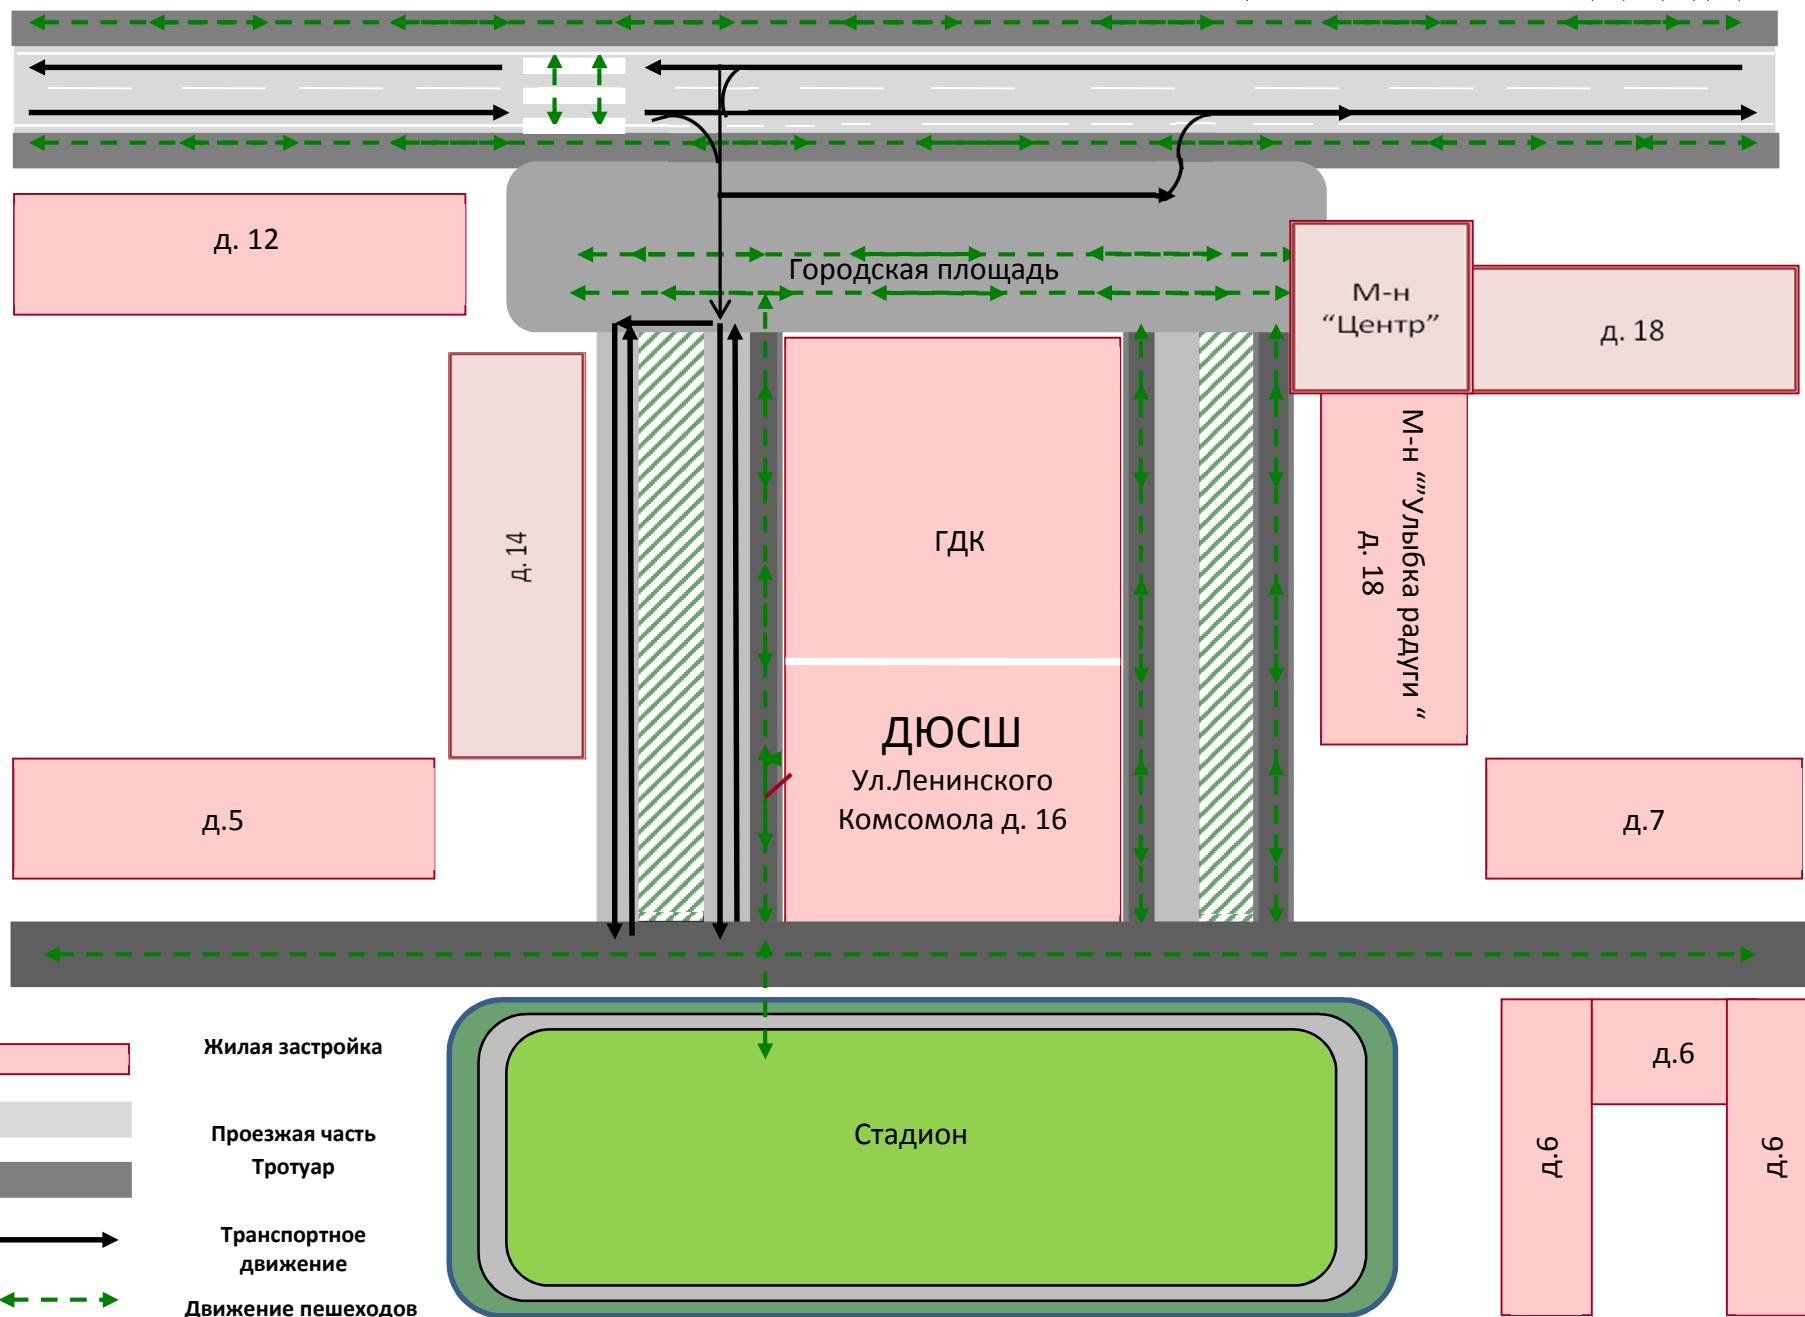 д. 12
Городская площадь
М-н
“Центр”
д. 18
д. 14
ГДК
М-н “”Улыбка радуги “
д. 18
ДЮСШ
Ул.Ленинского
Комсомола д. 16
д.5
д.7
Жилая застройка
Проезжая часть
Тротуар
Транспортное
движение
Движение пешеходов
Стадион
д.6
д.6
д.6